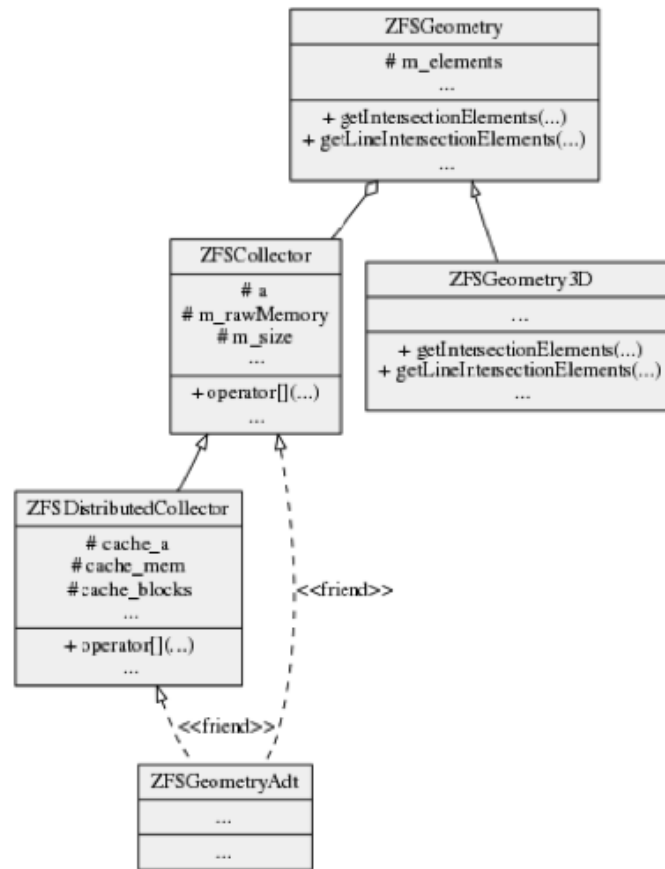 ZFSGeometry
# m_elements
...
+ getIntersectionElements(...)
+ getLineIntersectionElements(...)
...
ZFSCollector
# a
# m_rawMemory
# m_size
...
+ operator[](...)
...
ZFSGeometry3D
...
+ getIntersectionElements(...)
+ getLineIntersectionElements(...)
...
ZFSDistributedCollector
# cache_a
# cache_mem
# cache_blocks
...
+ operator[](...)
...
<<friend>>
<<friend>>
ZFSGeometryAdt
...
...